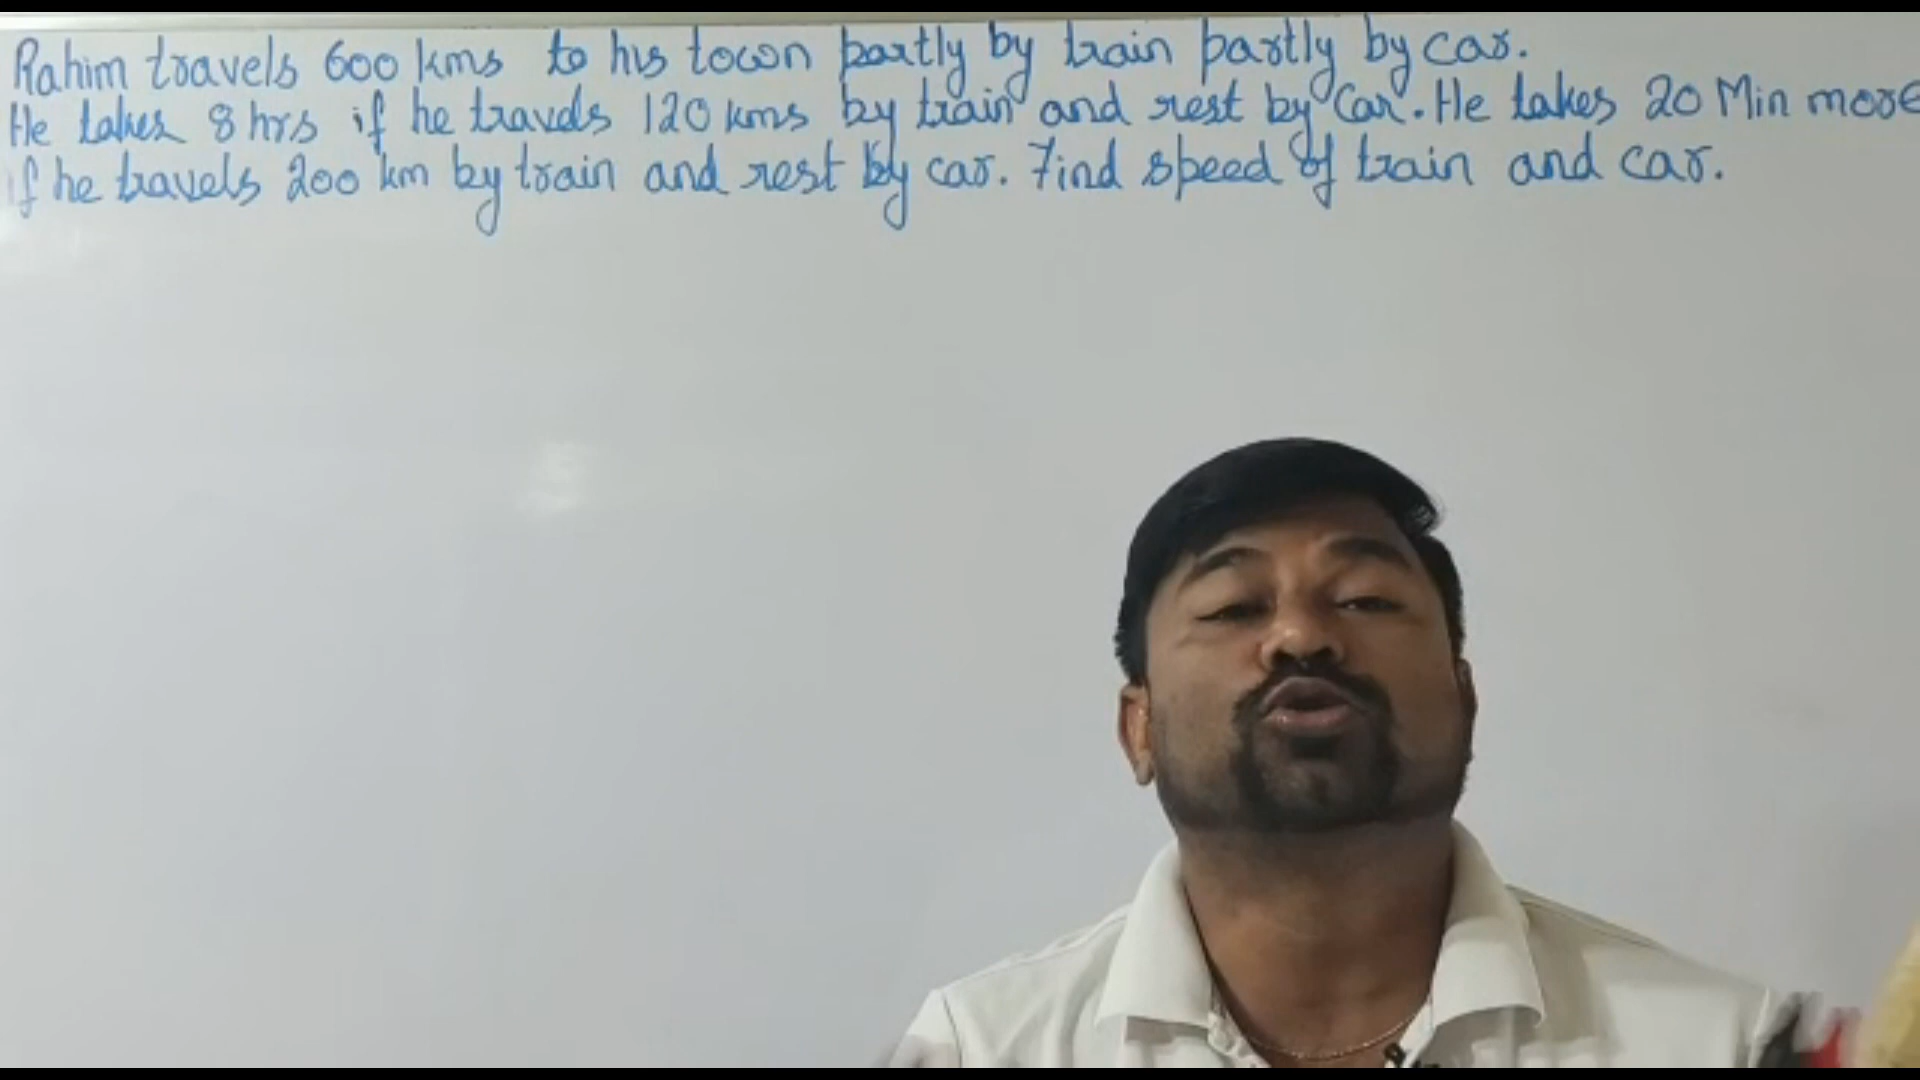 Rahim travels 600 kms to his town partly by train partly by car.
He takes 8 hrs if he travels 120 kms by train and rest by Car. He takes 20 Min more
if he travels 200 km by train and rest by car. Find speed of train and car.